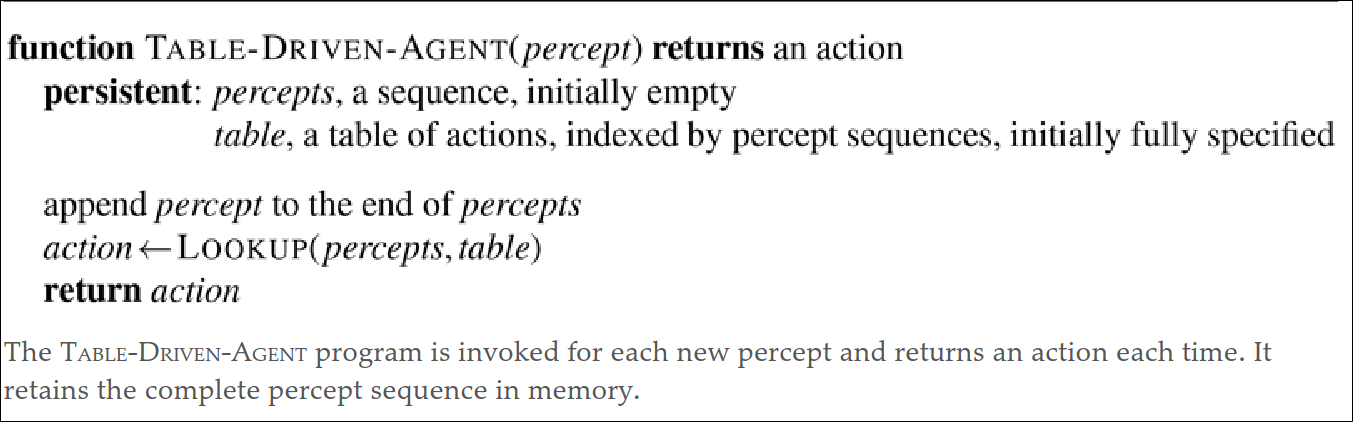 function TABLE-DRIVEN-AGENT(percept) returns an action
persistent: percepts, a sequence, initially empty
table, a table of actions, indexed by percept sequences, initially fully specified
append percept to the end of percepts
action ← LOOKUP(percepts, table)
return action
The TABLE-DRIVEN-AGENT program is invoked for each new percept and returns an action each time. It
retains the complete percept sequence in memory.